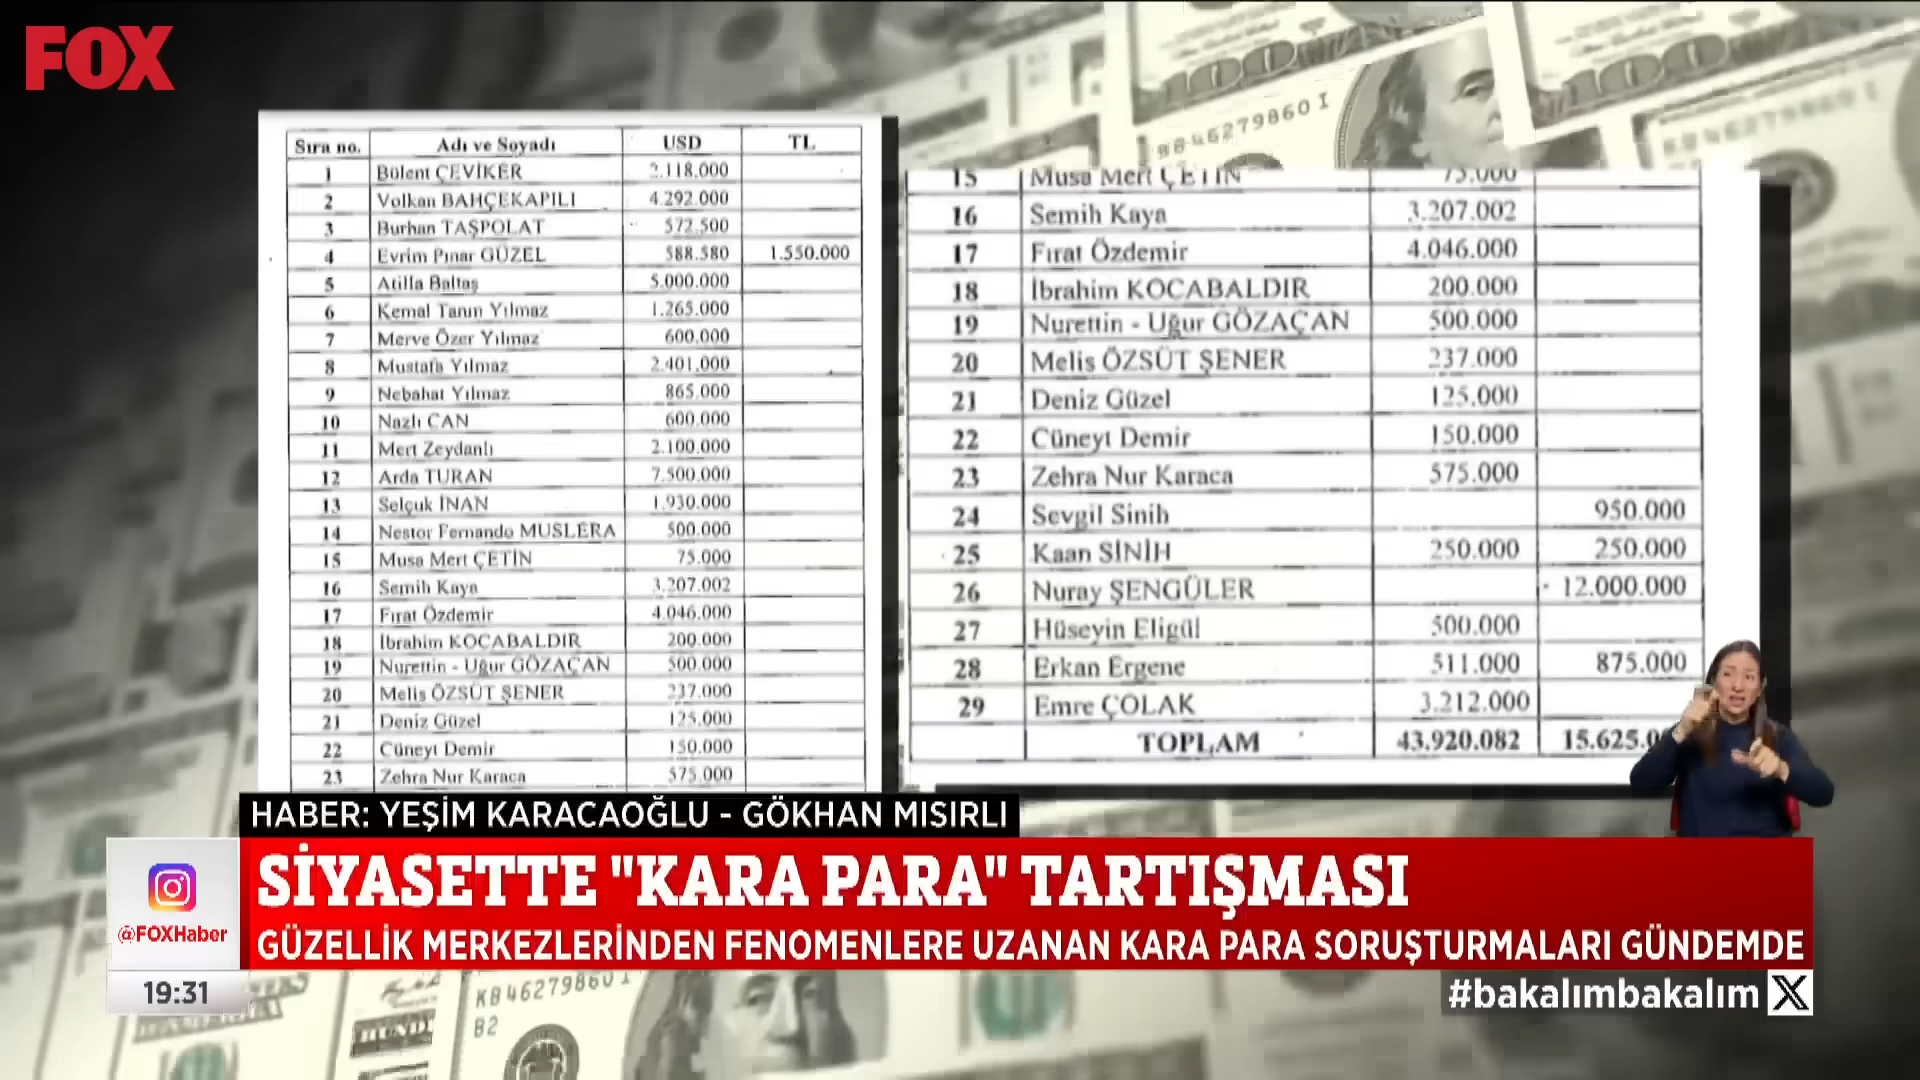 FOX
Sıra no. Adı ve Soyadı USD TL
1 Bülent ÇEVİKER 2.118.000
2 Volkan BAHÇEKAPILI 4.292.000
3 Burhan TAŞPOLAT 572.500
4 Evrim Pınar GÜZEL 588.580 1.550.000
5 Atilla Baltaş 5.000.000
6 Kemal Tanın Yılmaz 1.265.000
7 Merve Özer Yılmaz 600.000
8 Mustafa Yılmaz 2.401.000
9 Nebahat Yılmaz 865.000
10 Nazlı CAN 600.000
11 Mert Zeydanlı 2.100.000
12 Arda TURAN 7.500.000
13 Selçuk İNAN 1.930.000
14 Nestor Fernando MUSLERA 500.000
15 Musa Mert ÇETİN 75.000
16 Semih Kaya 3.207.002
17 Fırat Özdemir 4.046.000
18 İbrahim KOCABALDIR 200.000
19 Nurettin - Uğur GÖZAÇAN 500.000
20 Melis ÖZSÜT ŞENER 237.000
21 Deniz Güzel 125.000
22 Cüneyt Demir 150.000
23 Zehra Nur Karaca 575.000
15 Musa Mert ÇETİN 75.000
16 Semih Kaya 3.207.002
17 Fırat Özdemir 4.046.000
18 İbrahim KOCABALDIR 200.000
19 Nurettin - Uğur GÖZAÇAN 500.000
20 Melis ÖZSÜT ŞENER 237.000
21 Deniz Güzel 125.000
22 Cüneyt Demir 150.000
23 Zehra Nur Karaca 575.000
24 Sevgil Sinih 950.000
25 Kaan SİNİH 250.000 250.000
26 Nuray ŞENGÜLER 12.000.000
27 Hüseyin Eligül 500.000
28 Erkan Ergene 511.000 875.000
29 Emre ÇOLAK 3.212.000
TOPLAM 43.920.082 15.625.0
HABER: YEŞİM KARACAOĞLU - GÖKHAN MISIRLI
SİYASETTE "KARA PARA" TARTIŞMASI
GÜZELLİK MERKEZLERİNDEN FENOMENLERE UZANAN KARA PARA SORUŞTURMALARI GÜNDEMDE
@FOXHaber
19:31
#bakalımbakalım X
KB46279860I
B2
100